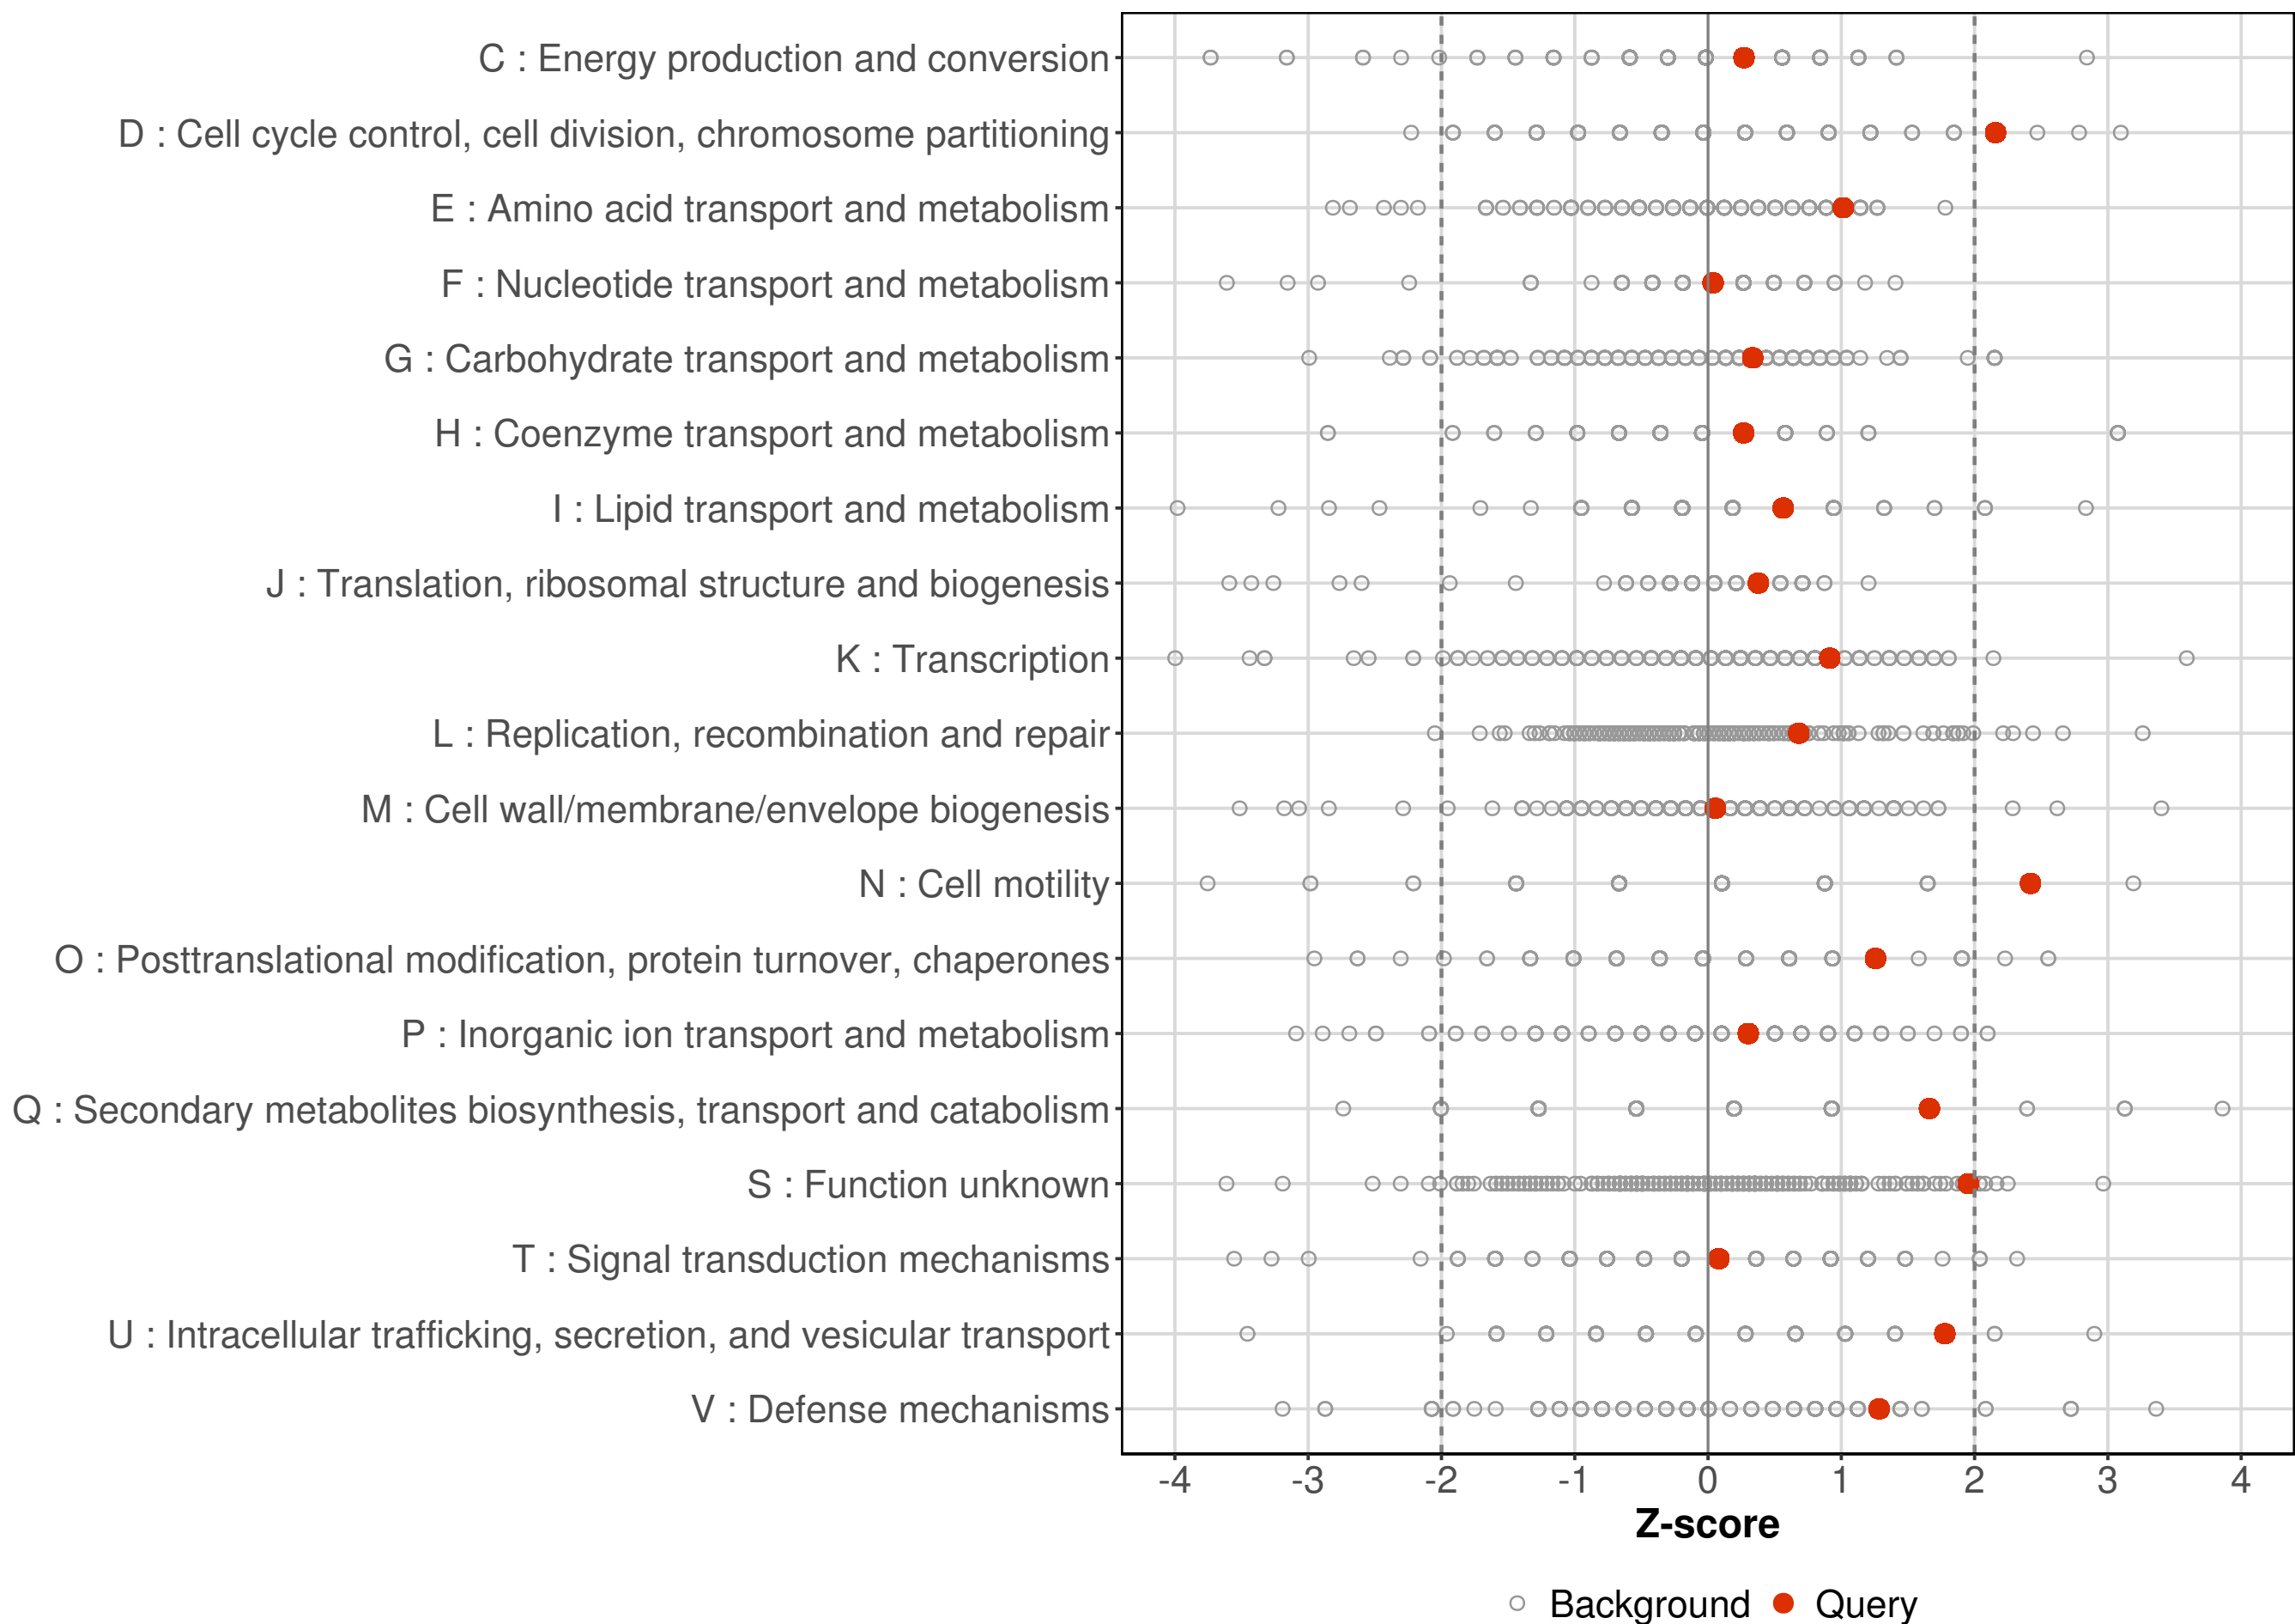 C : Energy production and conversion
D : Cell cycle control, cell division, chromosome partitioning
E : Amino acid transport and metabolism
F : Nucleotide transport and metabolism
G : Carbohydrate transport and metabolism
H : Coenzyme transport and metabolism
I : Lipid transport and metabolism
J : Translation, ribosomal structure and biogenesis
K : Transcription
L : Replication, recombination and repair
M : Cell wall/membrane/envelope biogenesis
N : Cell motility
O : Posttranslational modification, protein turnover, chaperones
P : Inorganic ion transport and metabolism
Q : Secondary metabolites biosynthesis, transport and catabolism
S : Function unknown
T : Signal transduction mechanisms
U : Intracellular trafficking, secretion, and vesicular transport
V : Defense mechanisms
-4 -3 -2 -1 0 1 2 3 4
Z-score
Background Query